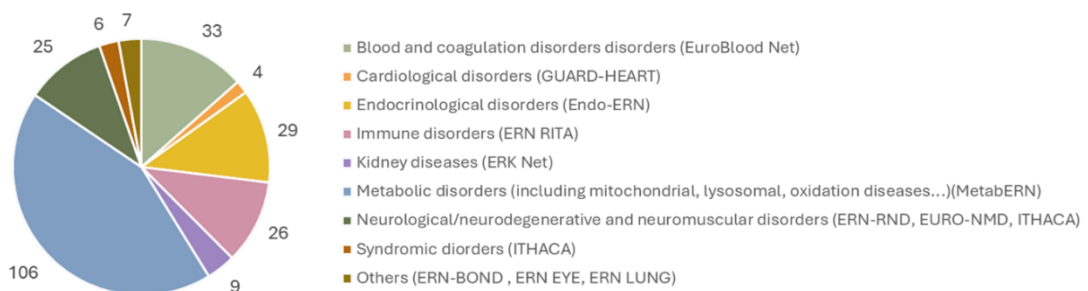 6
7
33
4
29
26
9
106
25
Blood and coagulation disorders disorders (EuroBlood Net)
Cardiological disorders (GUARD-HEART)
Endocrinological disorders (Endo-ERN)
Immune disorders (ERN RITA)
Kidney diseases (ERK Net)
Metabolic disorders (including mitochondrial, lysosomal, oxidation diseases...)(MetabERN)
Neurological/neurodegenerative and neuromuscular disorders (ERN-RND, EURO-NMD, ITHACA)
Syndromic diorders (ITHACA)
Others (ERN-BOND , ERN EYE, ERN LUNG)